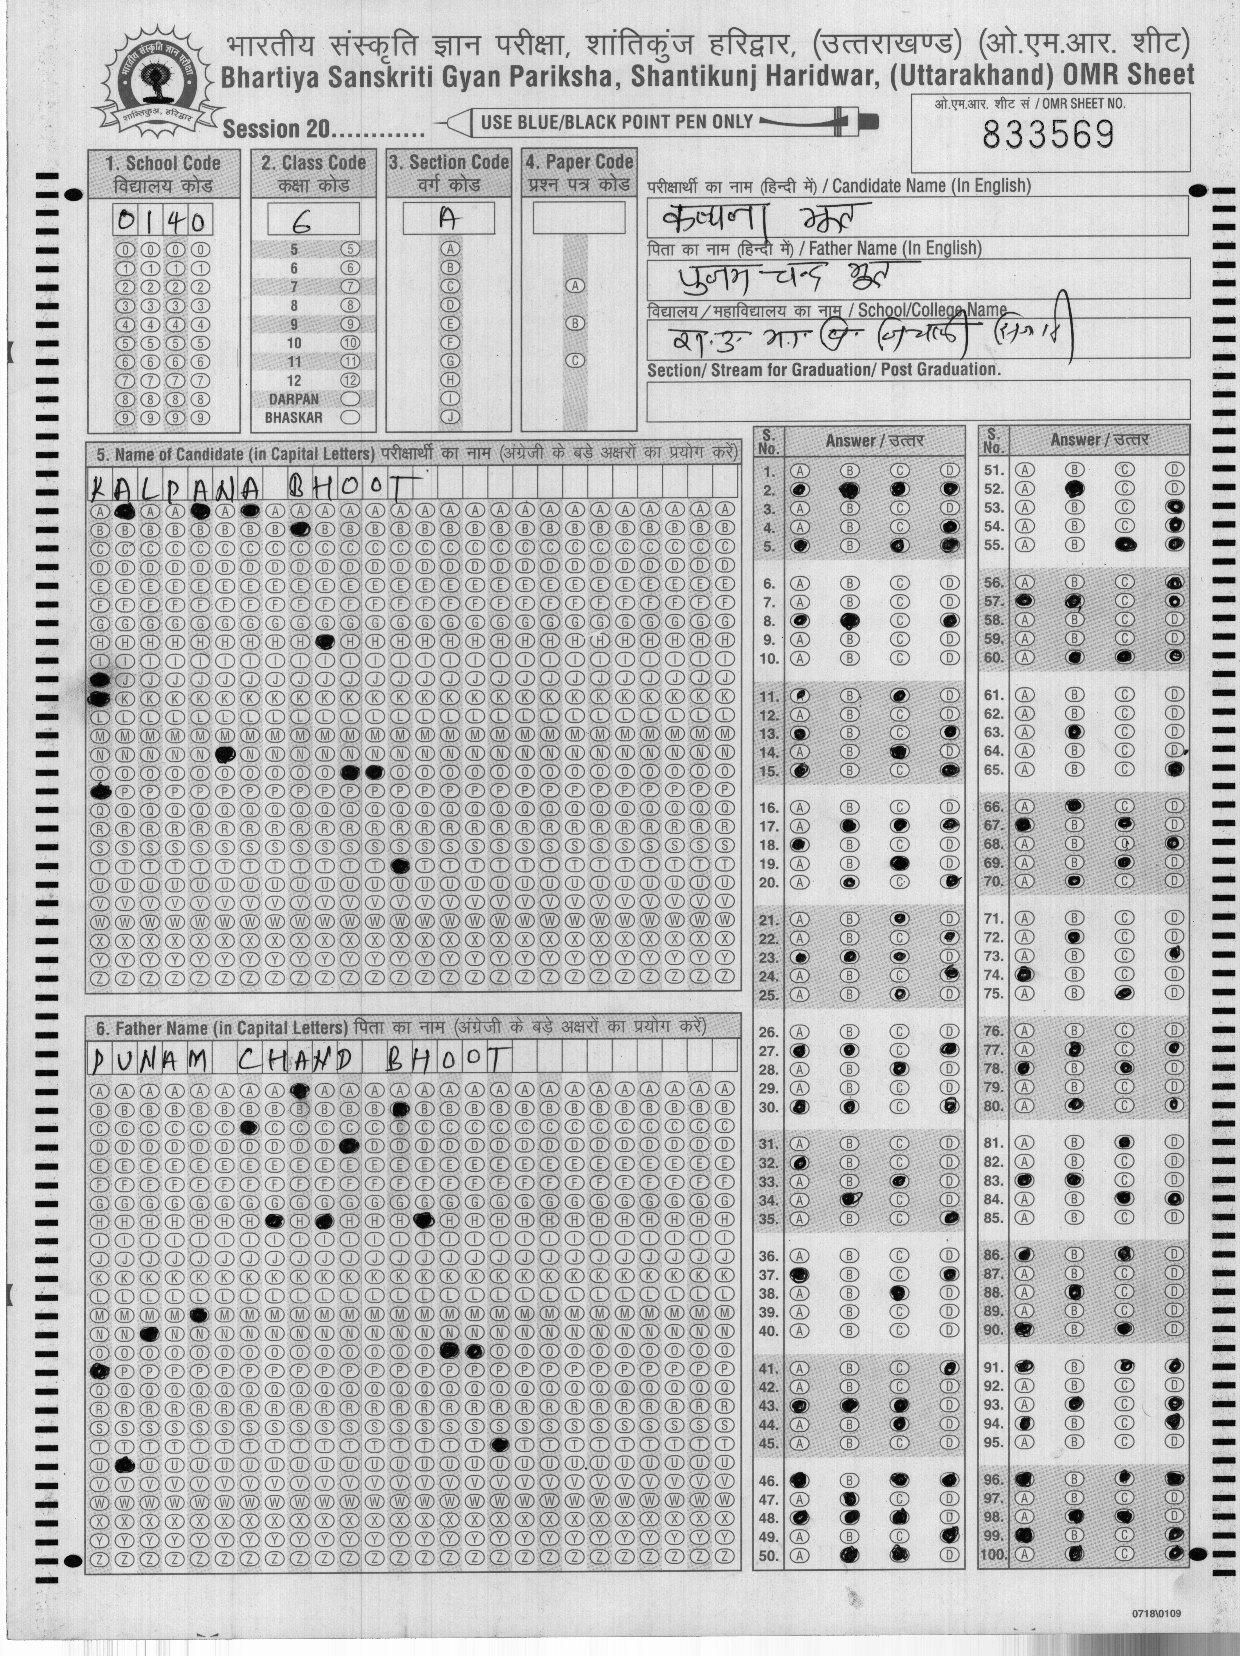 भारतीय संस्कृति ज्ञान परीक्षा, शांतिकुंज हरिद्वार, (उत्तराखण्ड) (ओ.एम.आर. शीट)
Bhartiya Sanskriti Gyan Pariksha, Shantikunj Haridwar, (Uttarakhand) OMR Sheet
Session 20............
USE BLUE/BLACK POINT PEN ONLY
ओ.एम.आर. शीट सं / OMR SHEET NO.
833569
1. School Code
विद्यालय कोड
0140
2. Class Code
कक्षा कोड
6
5
6
7
8
9
10
11
12
DARPAN
BHASKAR
3. Section Code
वर्ग कोड
A
4. Paper Code
प्रश्न पत्र कोड
परीक्षार्थी का नाम (हिन्दी में) / Candidate Name (In English)
कल्पना भूत
पिता का नाम (हिन्दी में) / Father Name (In English)
पुनम चन्द भूत
विद्यालय / महाविद्यालय का नाम / School/College Name
रा. उ. मा. वि.
Section/ Stream for Graduation/ Post Graduation.
5. Name of Candidate (in Capital Letters) परीक्षार्थी का नाम (अंग्रेजी के बड़े अक्षरों का प्रयोग करें)
KALPANA BHOOT
6. Father Name (in Capital Letters) पिता का नाम (अंग्रेजी के बड़े अक्षरों का प्रयोग करें)
PUNAM CHAND BHOOT
S. No. Answer / उत्तर
S. No. Answer / उत्तर
0718\0109